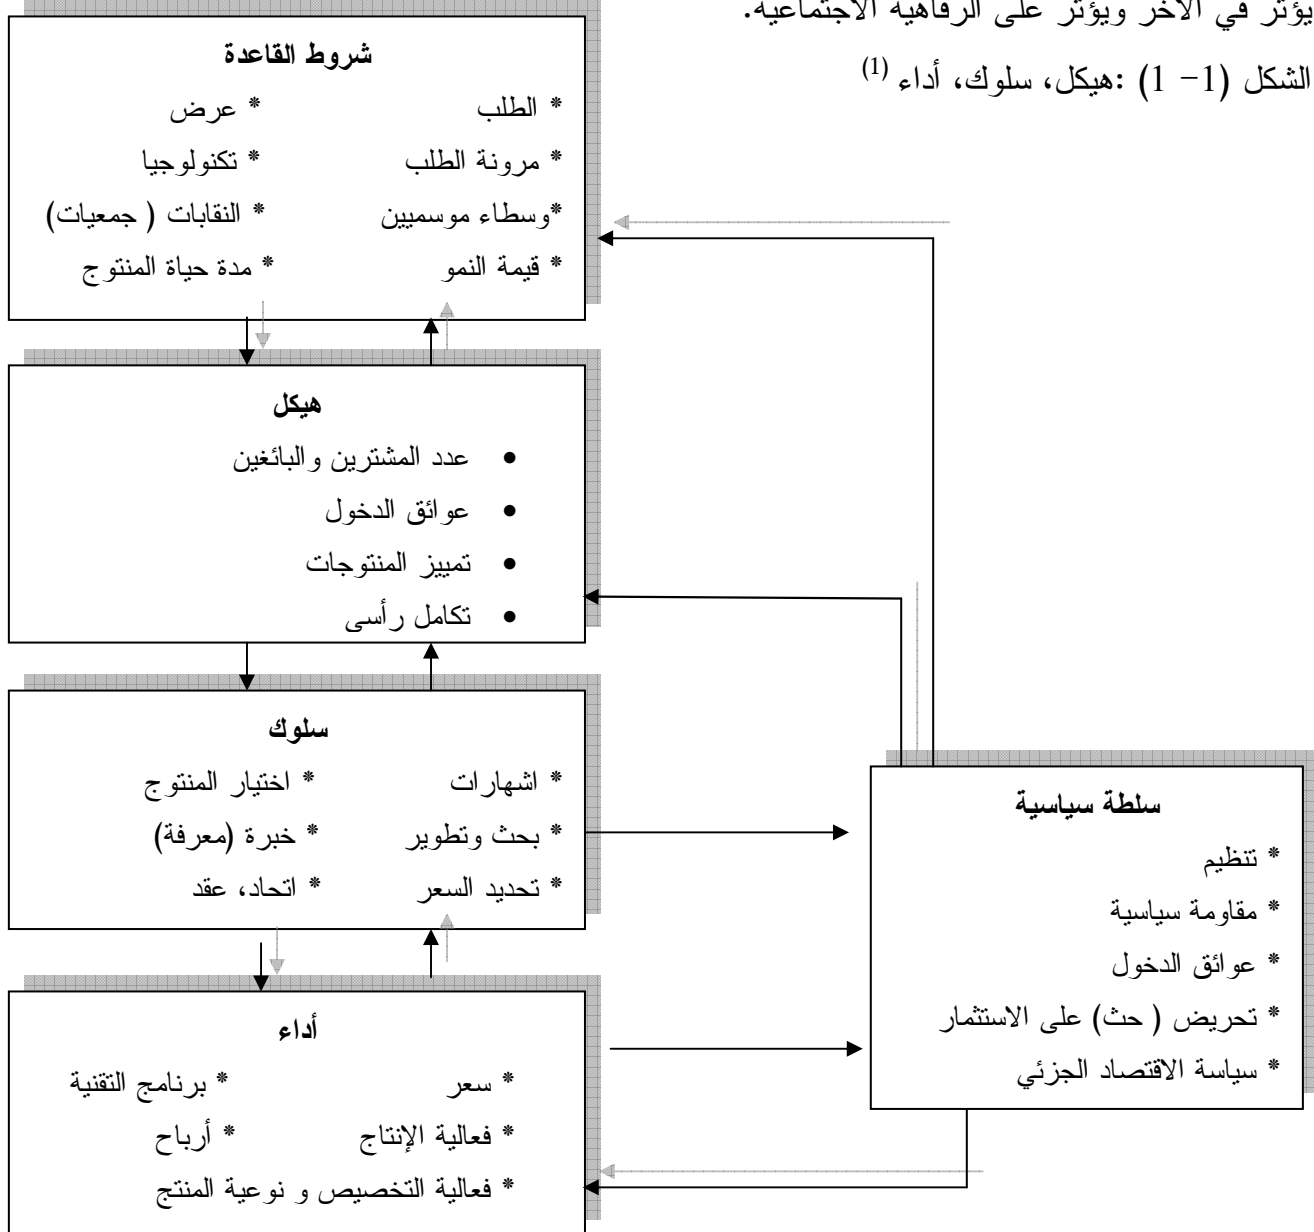 يؤثر في الآخر ويؤثر على الرفاهية الاجتماعية.
الشكل (1- 1) :هيكل، سلوك، أداء (1)
شروط القاعدة
* الطلب * عرض
* مرونة الطلب * تكنولوجيا
*وسطاء موسميين * النقابات ( جمعيات)
* قيمة النمو * مدة حياة المنتوج
هيكل
• عدد المشترين والبائغين
• عوائق الدخول
• تمييز المنتوجات
• تكامل رأسى
سلوك
* اشهارات * اختيار المنتوج
* بحث وتطوير * خبرة (معرفة)
* تحديد السعر * اتحاد، عقد
سلطة سياسية
* تنظيم
* مقاومة سياسية
* عوائق الدخول
* تحريض ( حث) على الاستثمار
* سياسة الاقتصاد الجزئي
أداء
* سعر * برنامج التقنية
* فعالية الإنتاج * أرباح
* فعالية التخصيص و نوعية المنتج